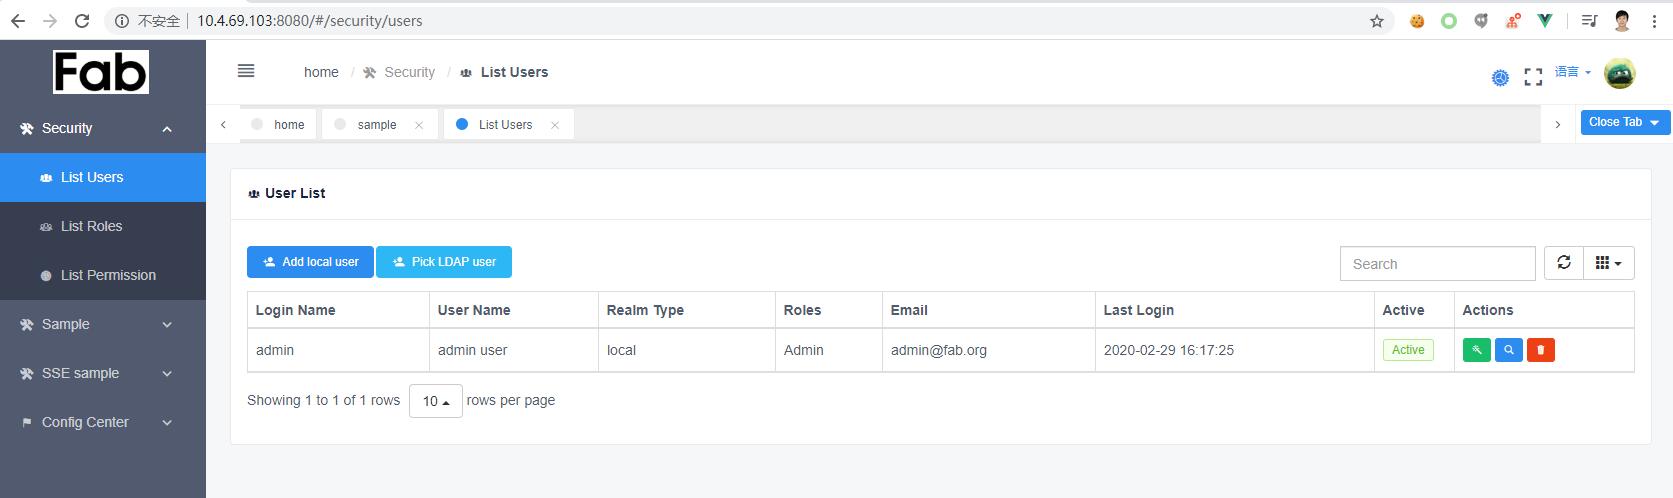 不安全 10.4.69.103:8080/#/security/users
Fab
home / Security / List Users
语言
Security
home sample List Users Close Tab
List Users
User List
List Roles
Add local user Pick LDAP user Search
List Permission
Login Name User Name Realm Type Roles Email Last Login Active Actions
Sample
admin admin user local Admin admin@fab.org 2020-02-29 16:17:25 Active
SSE sample
Showing 1 to 1 of 1 rows 10 rows per page
Config Center